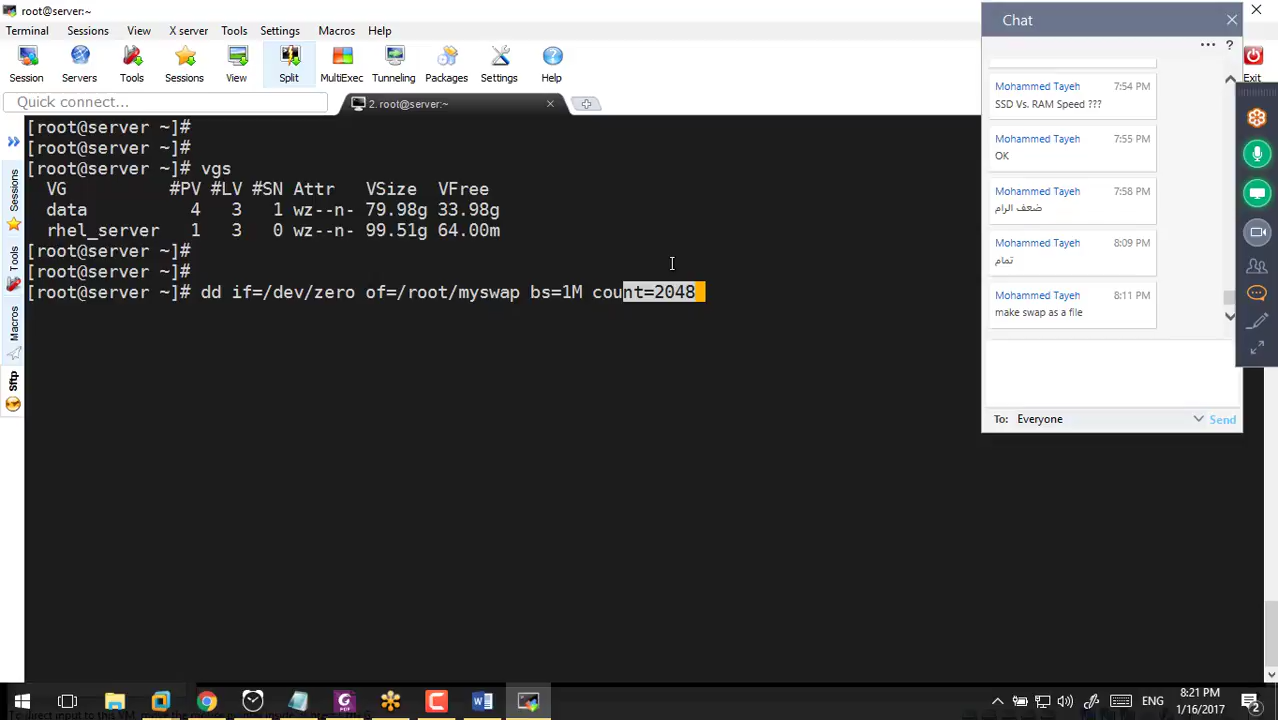 root@server:~
Terminal Sessions View X server Tools Settings Macros Help
Session Servers Tools Sessions View Split MultiExec Tunneling Packages Settings Help
Quick connect...
2. root@server:~
Exit
Sessions
Tools
Macros
Sftp
[root@server ~]#
[root@server ~]#
[root@server ~]# vgs
VG #PV #LV #SN Attr VSize VFree
data 4 3 1 wz--n- 79.98g 33.98g
rhel_server 1 3 0 wz--n- 99.51g 64.00m
[root@server ~]#
[root@server ~]#
[root@server ~]# dd if=/dev/zero of=/root/myswap bs=1M count=2048
Chat
Mohammed Tayeh 7:54 PM
SSD Vs. RAM Speed ???
Mohammed Tayeh 7:55 PM
OK
Mohammed Tayeh 7:58 PM
ضعف الرام
Mohammed Tayeh 8:09 PM
تمام
Mohammed Tayeh 8:11 PM
make swap as a file
To: Everyone
Send
ENG
8:21 PM
1/16/2017
2